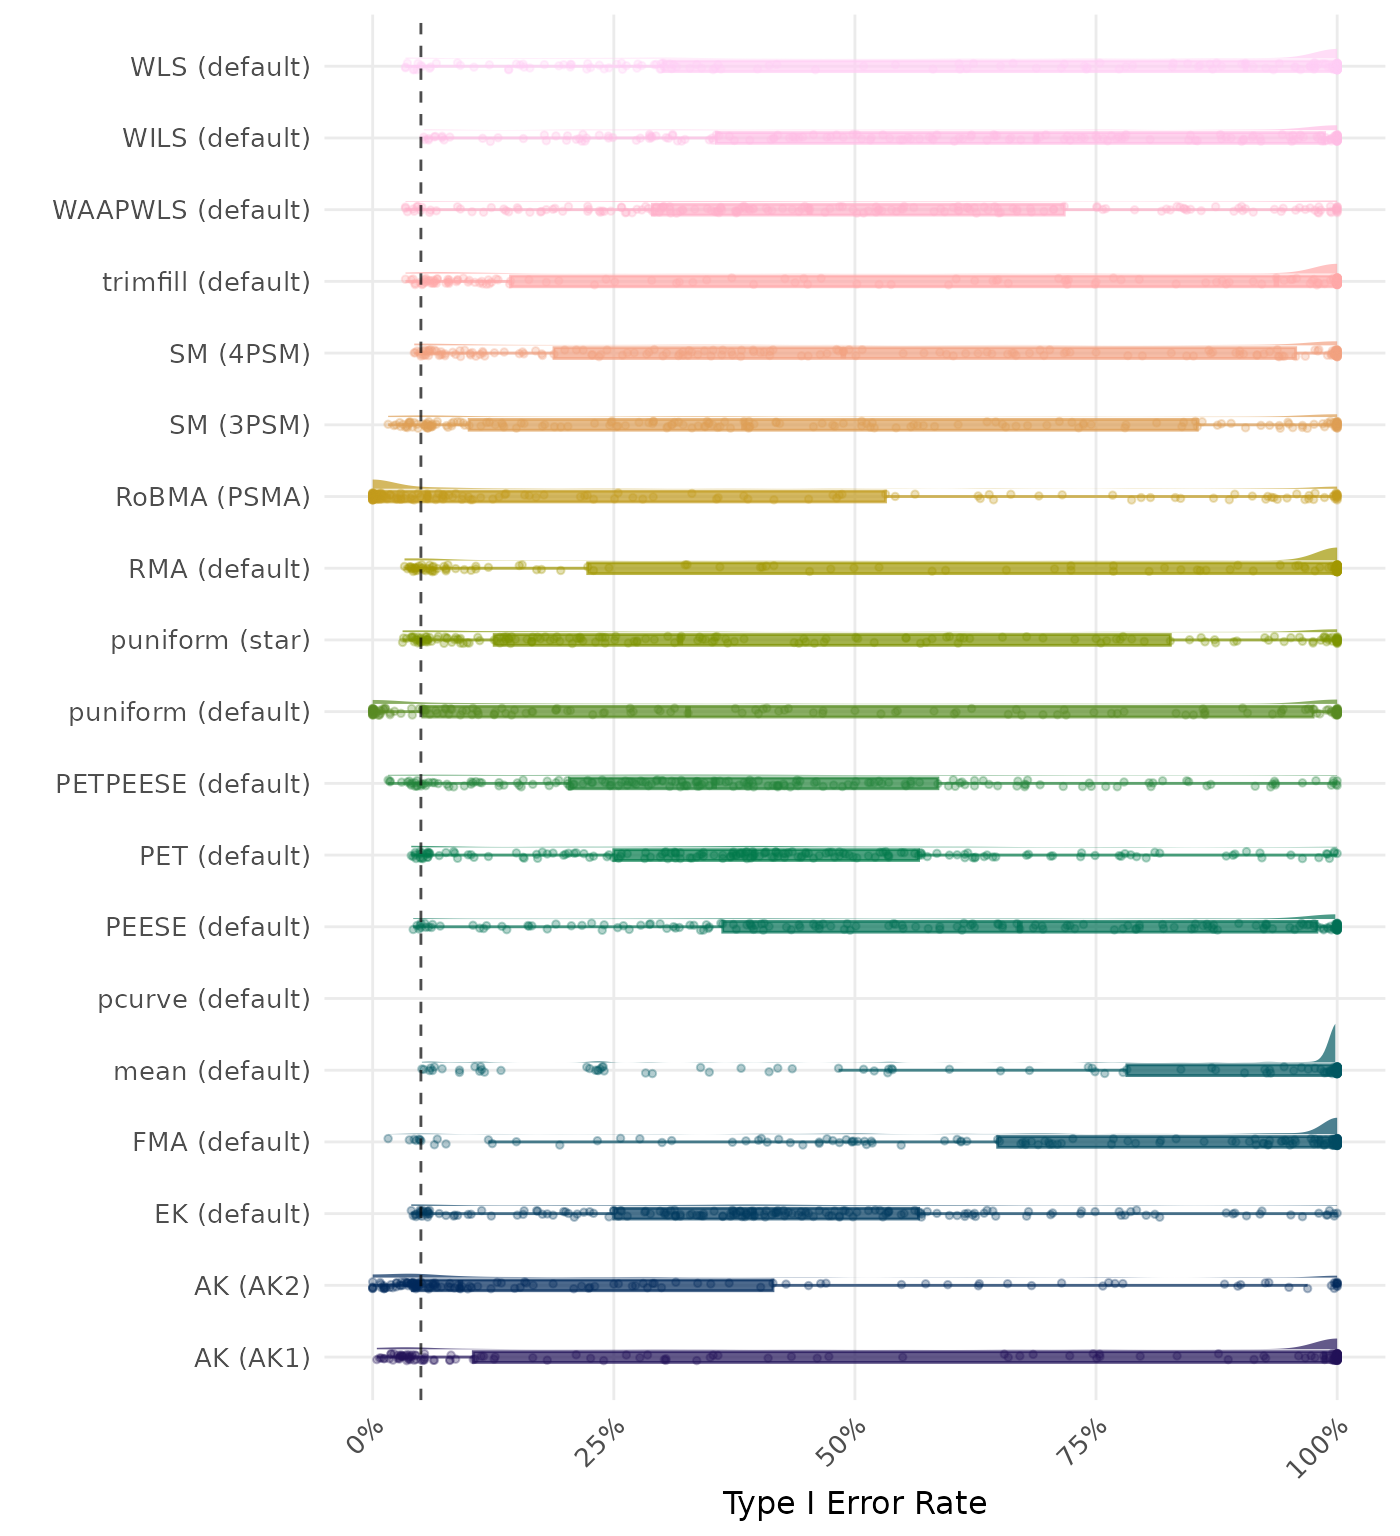 WLS (default)
WILS (default)
WAAPWLS (default)
trimfill (default)
SM (4PSM)
SM (3PSM)
RoBMA (PSMA)
RMA (default)
puniform (star)
puniform (default)
PETPEESE (default)
PET (default)
PEESE (default)
pcurve (default)
mean (default)
FMA (default)
EK (default)
AK (AK2)
AK (AK1)
0%
25%
50%
75%
100%
Type I Error Rate